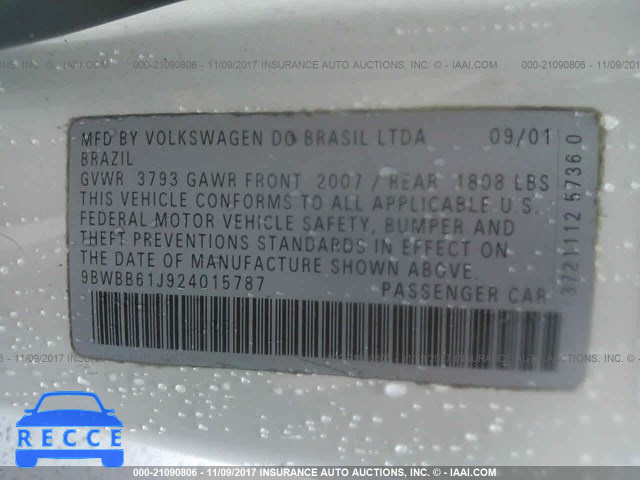 000-21090806 - 11/09/2017 INSURANCE AUTO AUCTIONS, INC. - © - IAAI.COM
MFD BY VOLKSWAGEN DO BRASIL LTDA 09/01
BRAZIL
GVWR 3793 GAWR FRONT 2007 / REAR 1808 LBS
THIS VEHICLE CONFORMS TO ALL APPLICABLE U.S.
FEDERAL MOTOR VEHICLE SAFETY, BUMPER AND
THEFT PREVENTIONS STANDARDS IN EFFECT ON
THE DATE OF MANUFACTURE SHOWN ABOVE.
9BWBB61J924015787 PASSENGER CAR
3721112 5736 0
RECCE
000-21090806 - 11/09/2017 INSURANCE AUTO AUCTIONS, INC. - © - IAAI.COM